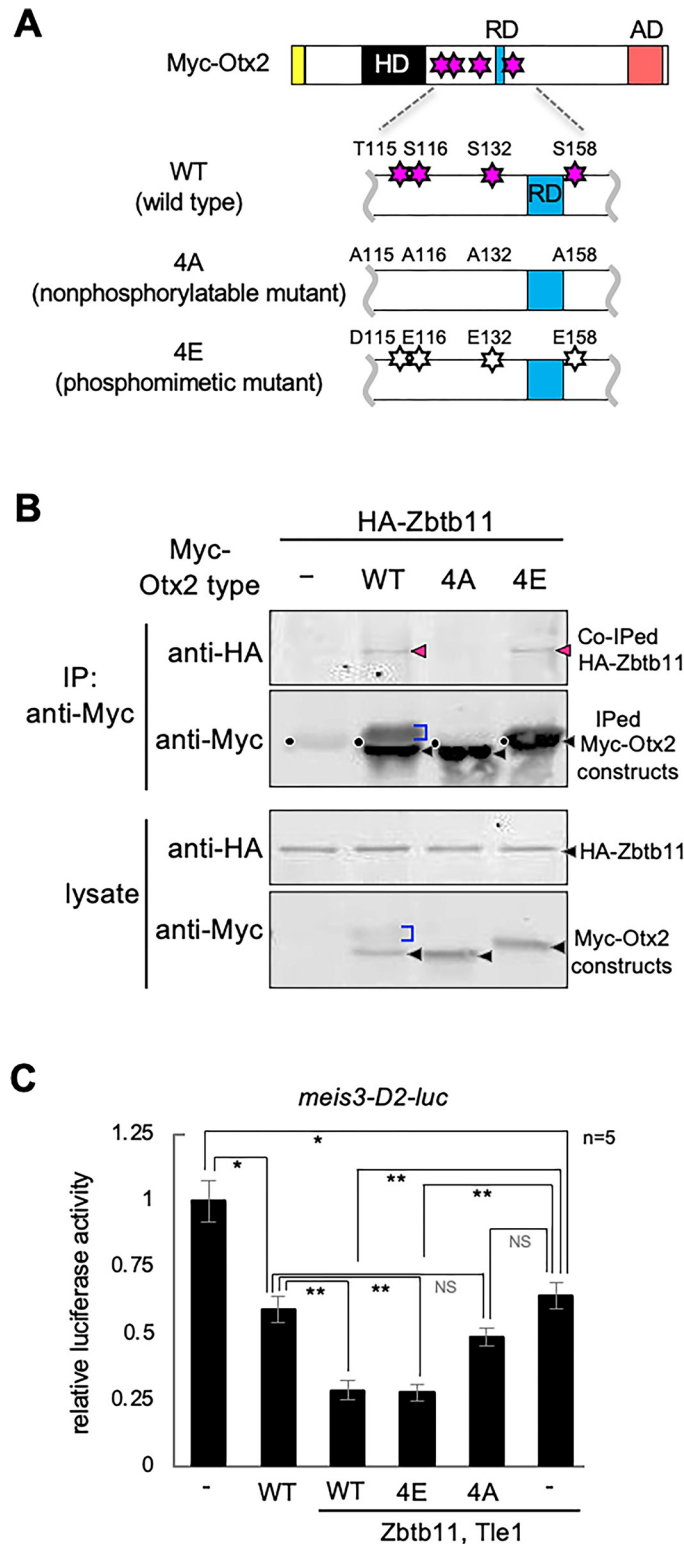 A
RD AD
Myc-Otx2 HD
T115 S116 S132 S158
WT
(wild type)
RD
A115 A116 A132 A158
4A
(nonphosphorylatable mutant)
D115 E116 E132 E158
4E
(phosphomimetic mutant)
B
HA-Zbtb11
Myc-
Otx2 type
– WT 4A 4E
IP:
anti-Myc
anti-HA
Co-IPed
HA-Zbtb11
anti-Myc
IPed
Myc-Otx2
constructs
lysate
anti-HA
HA-Zbtb11
anti-Myc
Myc-Otx2
constructs
C
meis3-D2-luc
relative luciferase activity
1.25
1
0.75
0.5
0.25
0
n=5
*
*
**
**
NS
** ** NS
- WT WT 4E 4A -
Zbtb11, Tle1